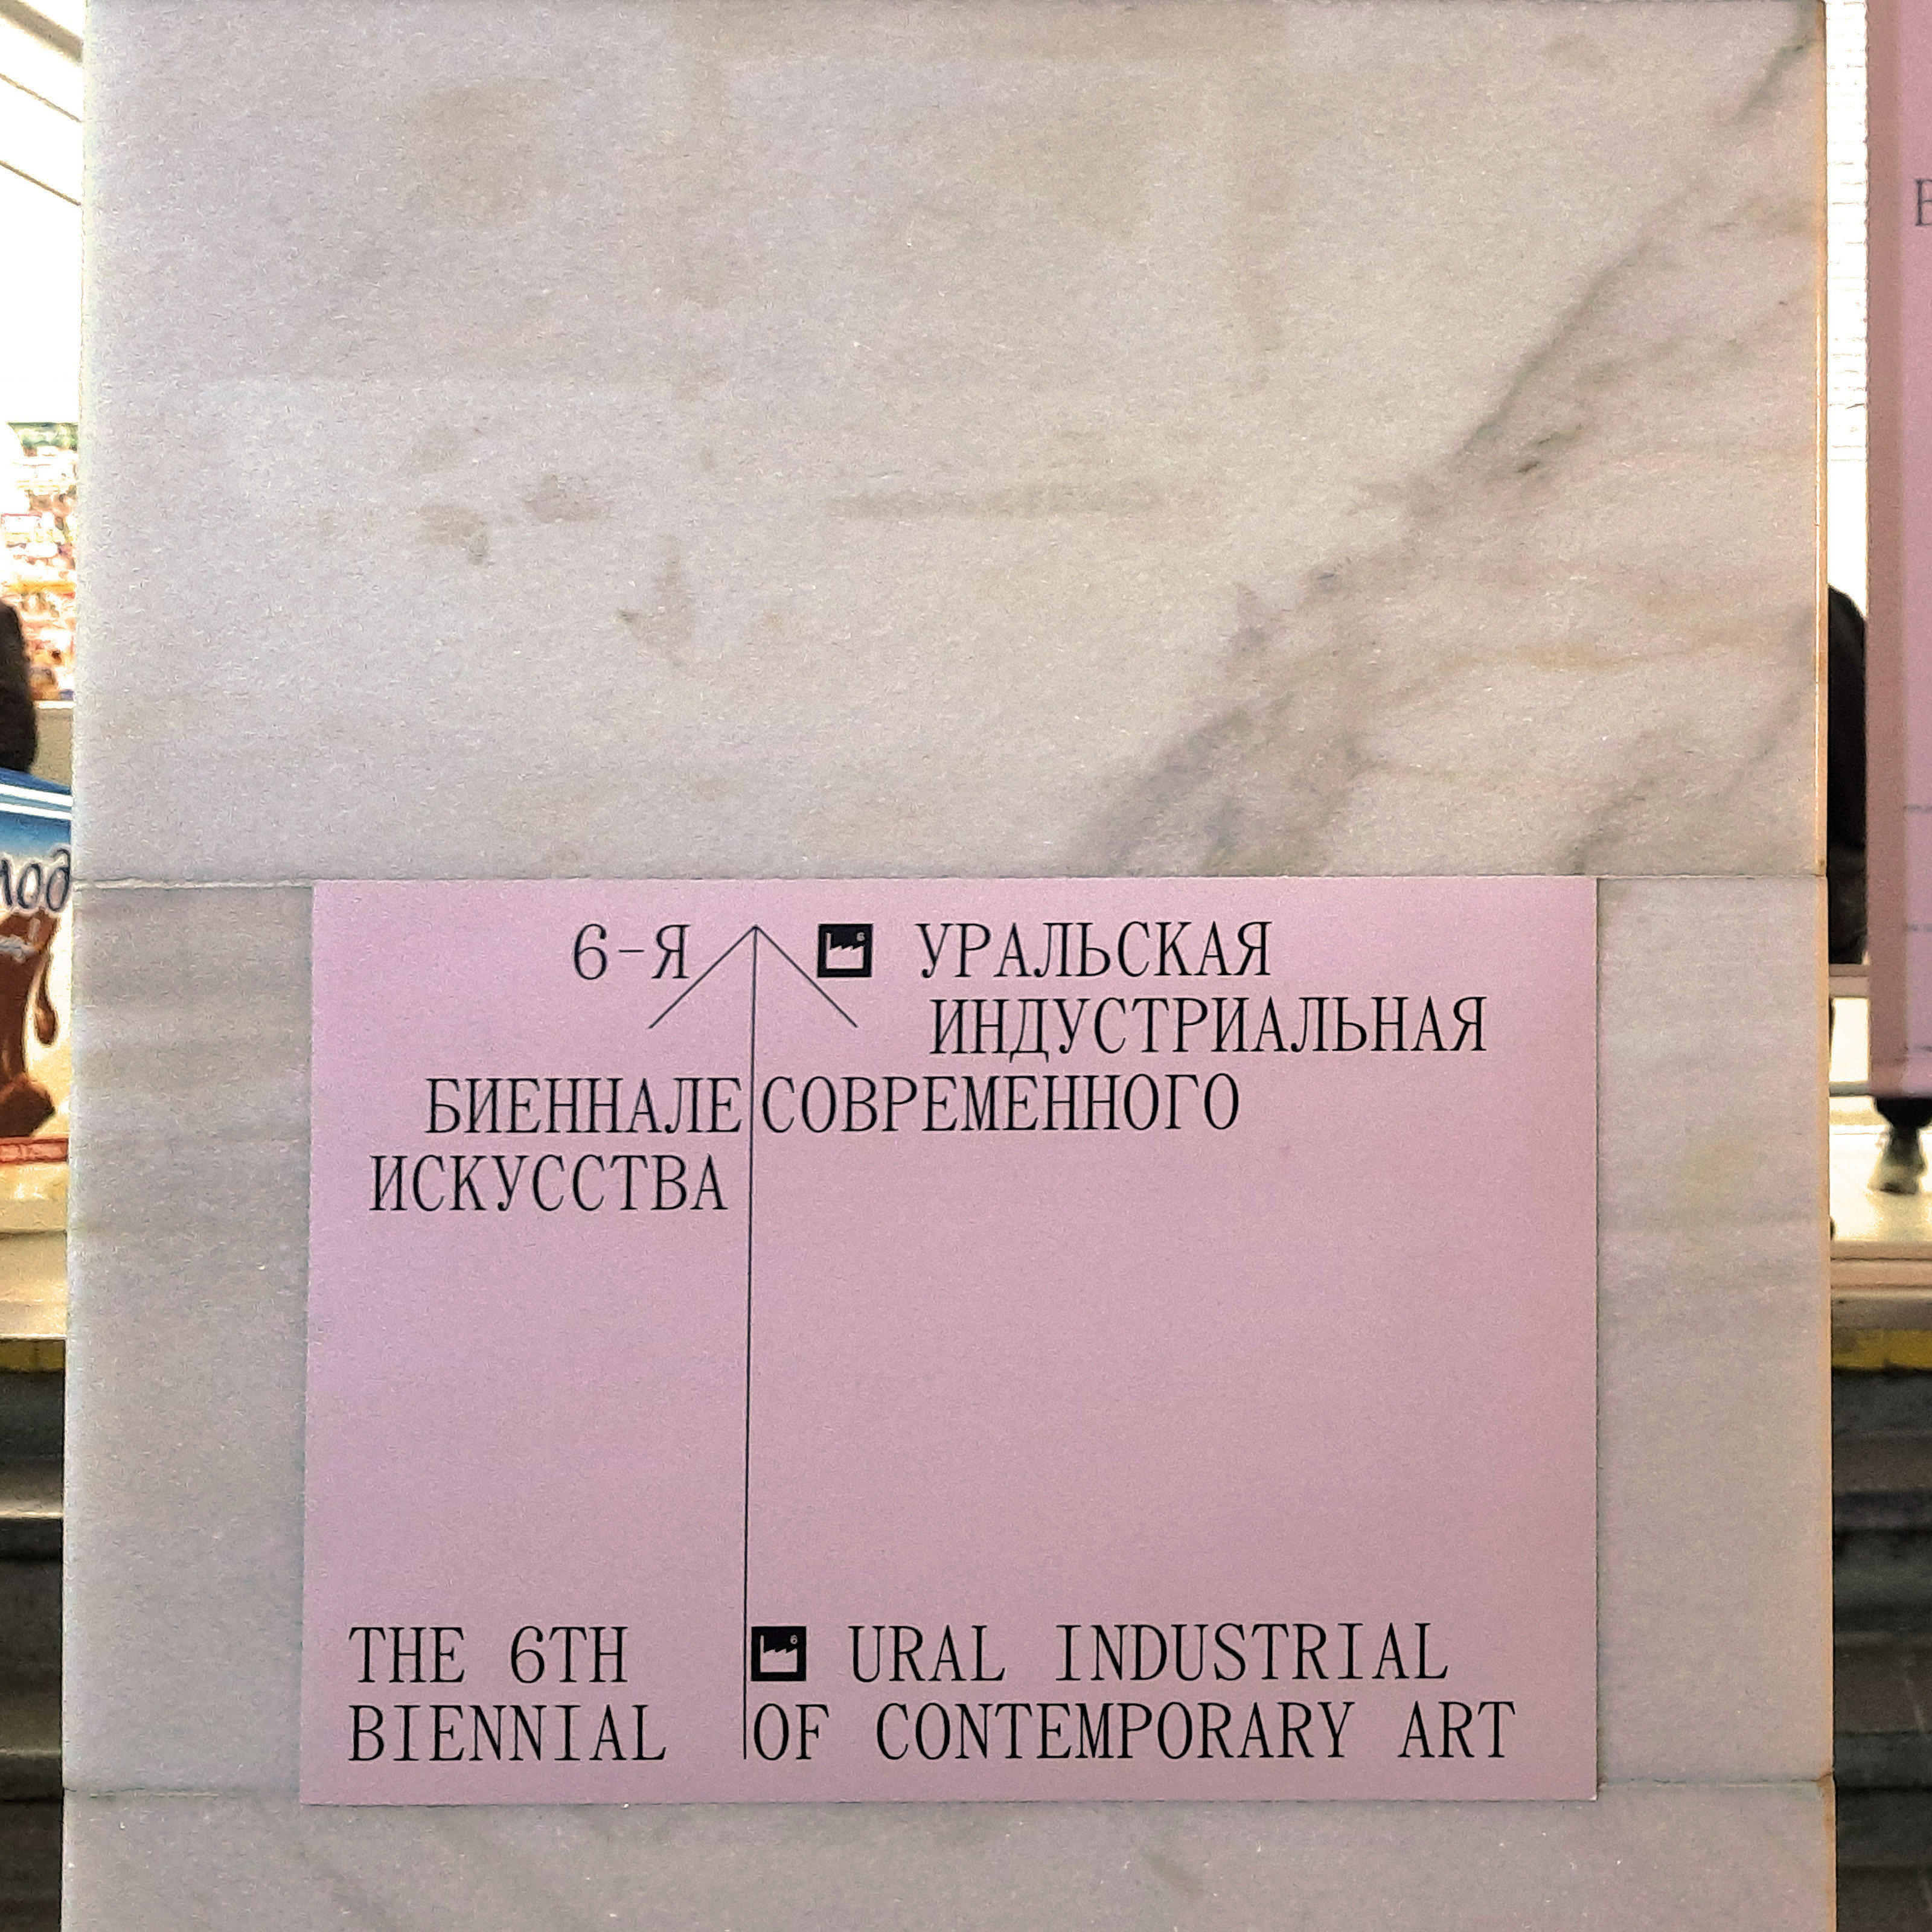 6-Я УРАЛЬСКАЯ
ИНДУСТРИАЛЬНАЯ
БИЕННАЛЕ СОВРЕМЕННОГО
ИСКУССТВА
THE 6TH URAL INDUSTRIAL
BIENNIAL OF CONTEMPORARY ART